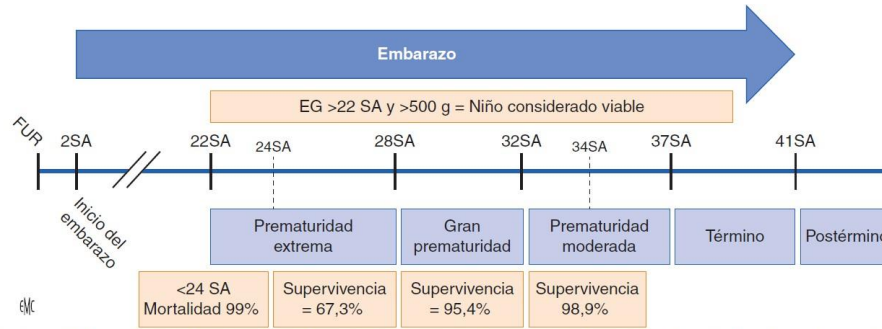 Embarazo
EG >22 SA y >500 g = Niño considerado viable
FUR
2SA
22SA
24SA
28SA
32SA
34SA
37SA
41SA
Inicio del
embarazo
Prematuridad
extrema
Gran
prematuridad
Prematuridad
moderada
Término
Postérmino
<24 SA
Mortalidad 99%
Supervivencia
= 67,3%
Supervivencia
= 95,4%
Supervivencia
98,9%
EMC